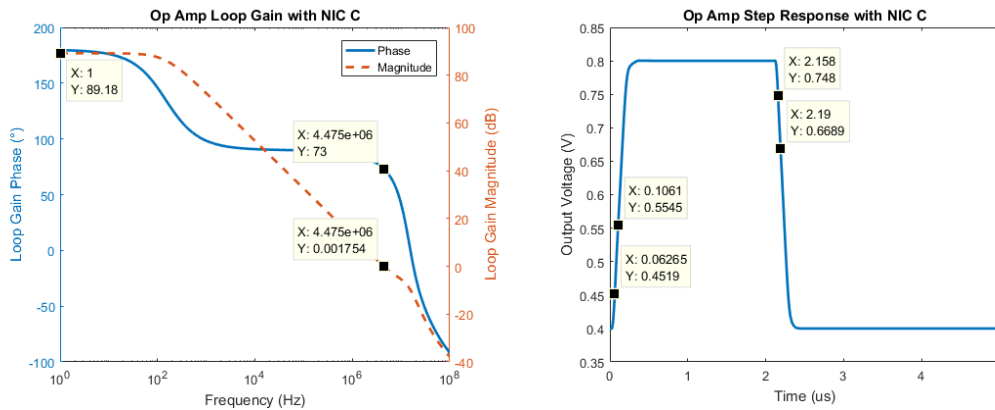 Op Amp Loop Gain with NIC C
200
150
100
50
0
-50
-100
Loop Gain Phase (°)
100
80
60
40
20
0
-20
-40
Loop Gain Magnitude (dB)
Phase
Magnitude
X: 1
Y: 89.18
X: 4.475e+06
Y: 73
X: 4.475e+06
Y: 0.001754
10^0
10^2
10^4
10^6
10^8
Frequency (Hz)
Op Amp Step Response with NIC C
0.85
0.8
0.75
0.7
0.65
0.6
0.55
0.5
0.45
0.4
0.35
Output Voltage (V)
X: 2.158
Y: 0.748
X: 2.19
Y: 0.6689
X: 0.1061
Y: 0.5545
X: 0.06265
Y: 0.4519
0
1
2
3
4
Time (us)